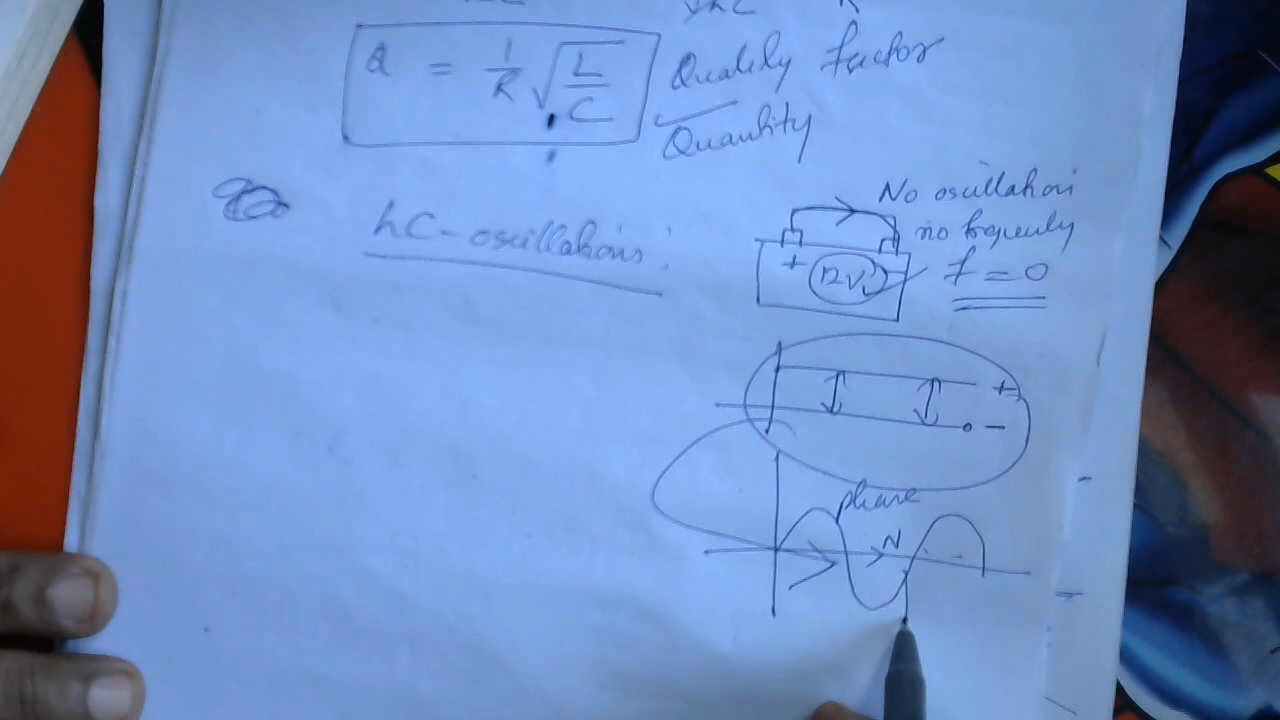 Q = 1/R √L/C Quality factor
Quantity
LC-oscillations:
No oscillation
no frequency
f = 0
+ 12V
+
-
phase
N